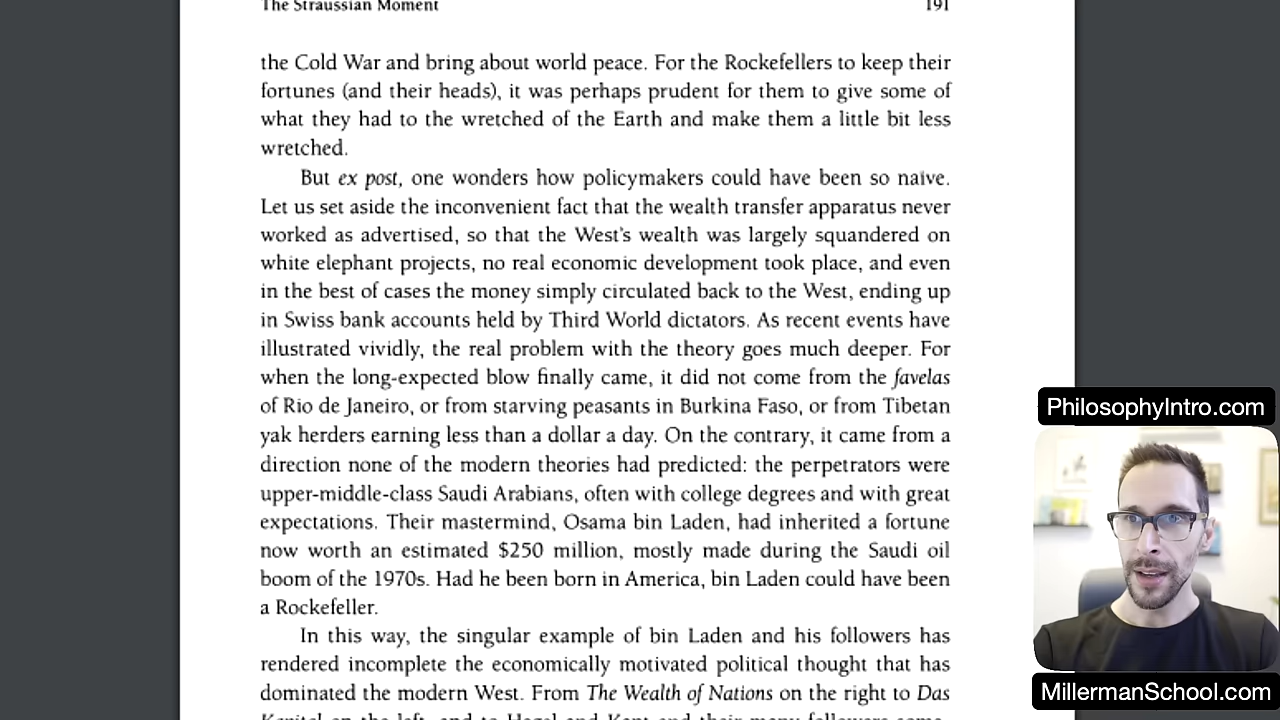 The Straussian Moment 191
the Cold War and bring about world peace. For the Rockefellers to keep their
fortunes (and their heads), it was perhaps prudent for them to give some of
what they had to the wretched of the Earth and make them a little bit less
wretched.
But ex post, one wonders how policymakers could have been so naive.
Let us set aside the inconvenient fact that the wealth transfer apparatus never
worked as advertised, so that the West's wealth was largely squandered on
white elephant projects, no real economic development took place, and even
in the best of cases the money simply circulated back to the West, ending up
in Swiss bank accounts held by Third World dictators. As recent events have
illustrated vividly, the real problem with the theory goes much deeper. For
when the long-expected blow finally came, it did not come from the favelas
of Rio de Janeiro, or from starving peasants in Burkina Faso, or from Tibetan
yak herders earning less than a dollar a day. On the contrary, it came from a
direction none of the modern theories had predicted: the perpetrators were
upper-middle-class Saudi Arabians, often with college degrees and with great
expectations. Their mastermind, Osama bin Laden, had inherited a fortune
now worth an estimated $250 million, mostly made during the Saudi oil
boom of the 1970s. Had he been born in America, bin Laden could have been
a Rockefeller.
In this way, the singular example of bin Laden and his followers has
rendered incomplete the economically motivated political thought that has
dominated the modern West. From The Wealth of Nations on the right to Das
Kapital on the left, and to Hegel and Kant and their many followers some-
PhilosophyIntro.com
MillermanSchool.com